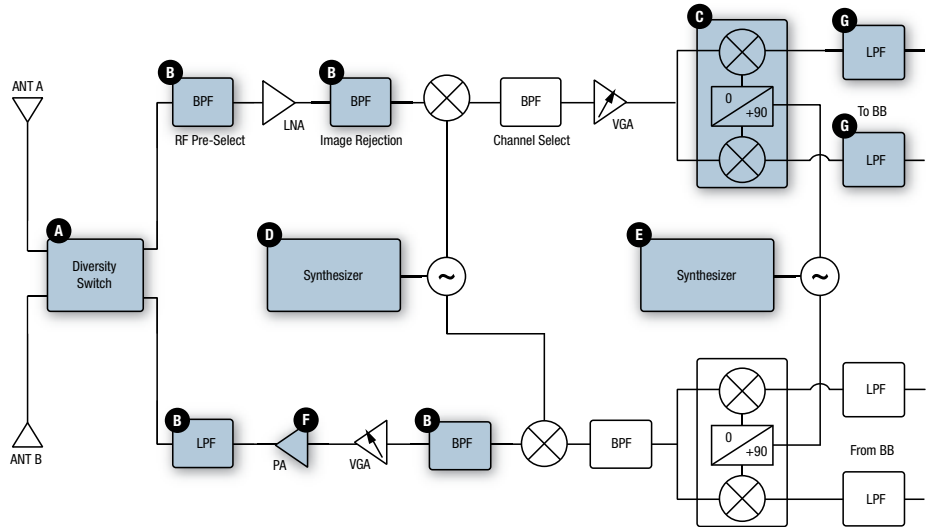 C
G
LPF
ANT A
B
BPF
RF Pre-Select
LNA
B
BPF
Image Rejection
BPF
Channel Select
VGA
0
+90
To BB
G
LPF
A
Diversity
Switch
D
Synthesizer
~
E
Synthesizer
~
B
LPF
F
PA
VGA
B
BPF
BPF
0
+90
LPF
From BB
LPF
ANT B